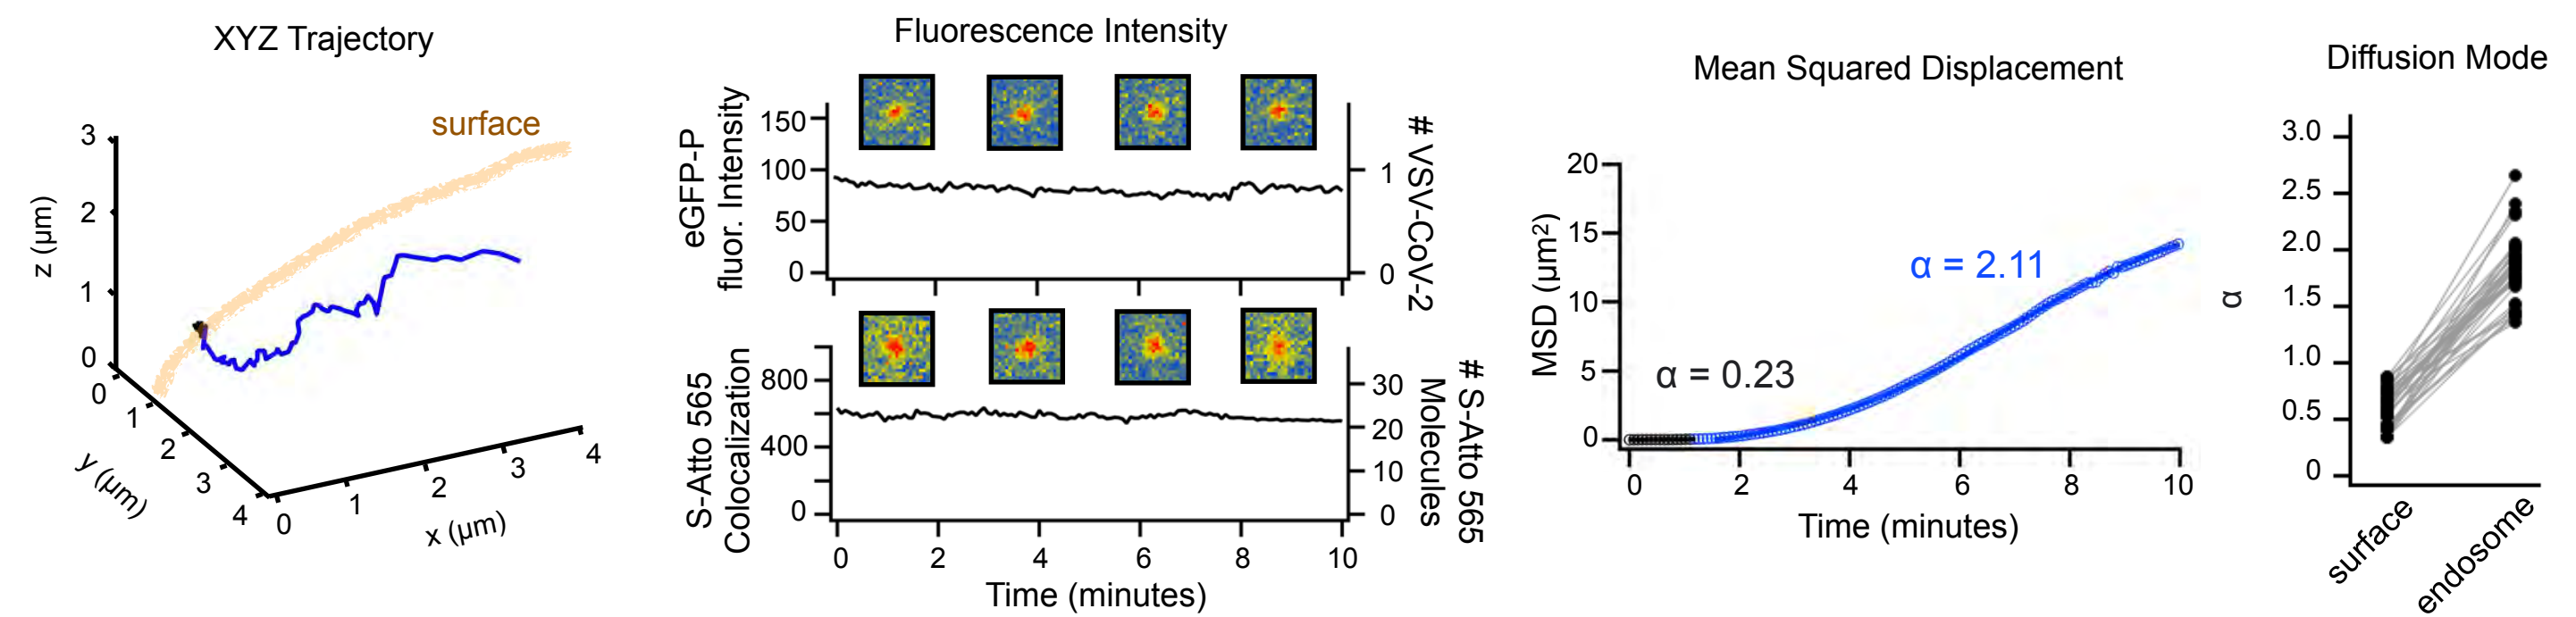 XYZ Trajectory
surface
z (µm)
3
2
1
0
0
1
2
3
4
y (µm)
0
1
2
3
4
x (µm)
Fluorescence Intensity
eGFP-P
fluor. Intensity
150
100
50
0
1
0
# VSV-CoV-2
S-Atto 565
Colocalization
800
400
0
30
20
10
0
# S-Atto 565
Molecules
0
2
4
6
8
10
Time (minutes)
Mean Squared Displacement
MSD (µm²)
20
15
10
5
0
α = 0.23
α = 2.11
0
2
4
6
8
10
Time (minutes)
Diffusion Mode
α
3.0
2.5
2.0
1.5
1.0
0.5
0
surface
endosome